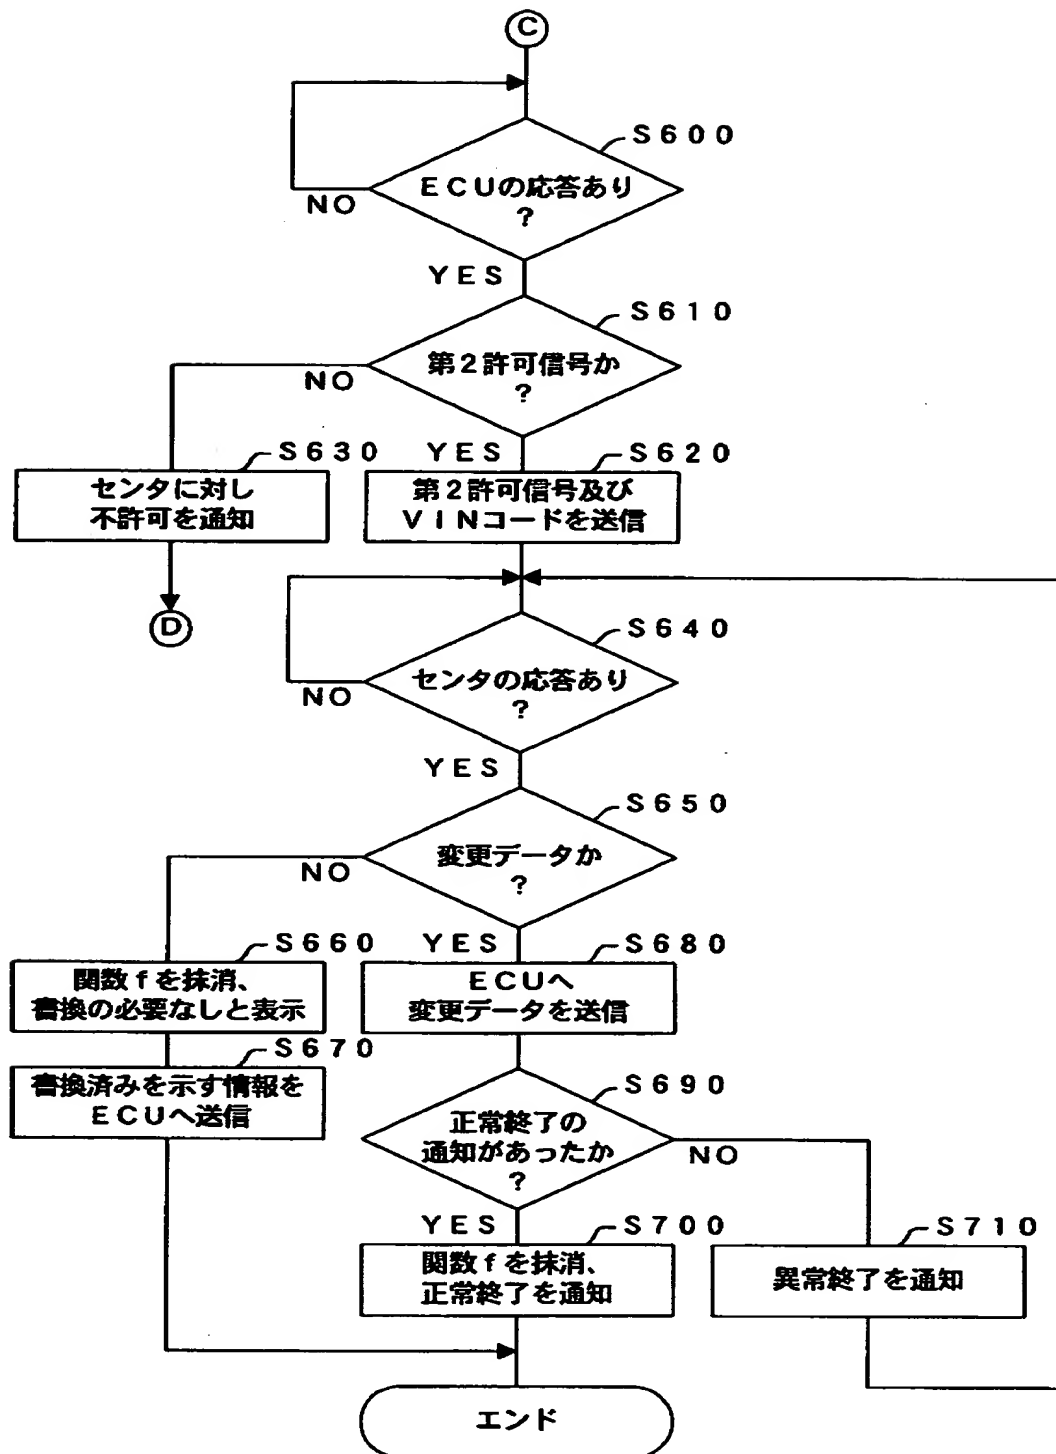 C
S600
ECUの応答あり
?
NO
YES
S610
第2許可信号か
?
NO
YES
S630
センタに対し
不許可を通知
S620
第2許可信号及び
VINコードを送信
D
S640
センタの応答あり
?
NO
YES
S650
変更データか
?
NO
YES
S660
関数fを抹消、
書換の必要なしと表示
S680
ECUへ
変更データを送信
S670
書換済みを示す情報を
ECUへ送信
S690
正常終了の
通知があったか
?
NO
YES
S700
関数fを抹消、
正常終了を通知
S710
異常終了を通知
エンド